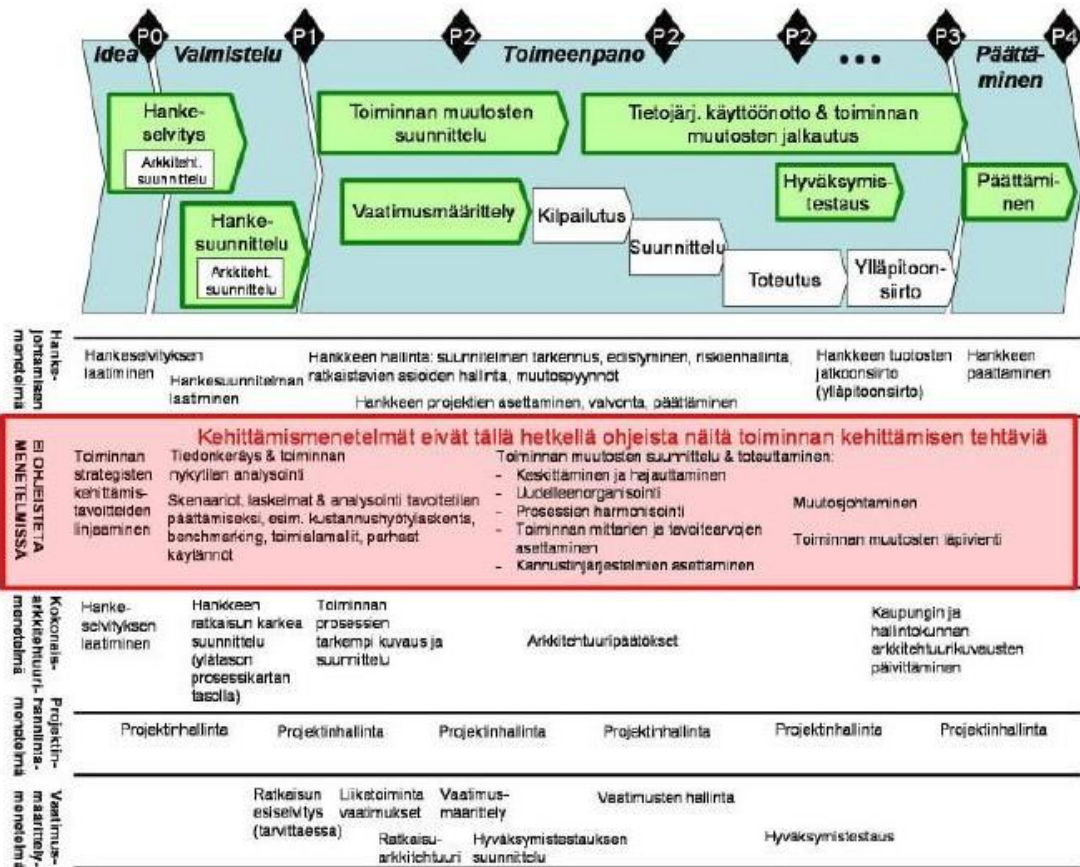 P0
P1
P2
P2
P2
P3
P4
Idea
Valmistelu
Toimeenpano
...
Päättä-
minen
Hanke-
selvitys
Arkkiteht.
suunnittelu
Hanke-
suunnittelu
Arkkiteht.
suunnittelu
Toiminnan muutosten
suunnittelu
Tietojärj. käyttöönotto & toiminnan
muutosten jalkautus
Vaatimusmäärittely
Kilpailutus
Suunnittelu
Toteutus
Ylläpitoon-
siirto
Hyväksymis-
testaus
Päättämi-
nen
Hanke-
johtamisen
menetelmä
Hankeselvityksen
laatiminen
Hankesuunnitelman
laatminen
Hankkeen hallinta: suunnitelman tarkennus, edistyminen, riskienhallinta,
ratkaistavien asioiden hallinta, muutospyynnöt
Hankkeen projektien asettaminen, valvonta, päättäminen
Hankkeen tuotosten
jatkoonsiirto
(ylläpitoonsiirto)
Hankkeen
päättäminen
EI OHJEISTETA
MENETELMISSÄ
Kehittämismenetelmät eivät tällä hetkellä ohjeista näitä toiminnan kehittämisen tehtäviä
Toiminnan
strategisten
kehittämis-
tavoitteiden
linjaaminen
Tiedonkeräys & toiminnan
nykytilan analysointi
Skenaariot, laskelmat & analysointi tavoitetilan
päättämiseksi, esim. kustannushyötylaskenta,
benchmarking, toimialamallit, parhaat
käytännöt
Toiminnan muutosten suunnittelu & toteuttaminen:
- Keskittäminen ja hajauttaminen
- Uudelleenorganisointi
- Prosessien harmonisointi
- Toiminnan mittarien ja tavoitearvojen
asettaminen
- Kannustinjärjestelmien asettaminen
Muutosjohtaminen
Toiminnan muutosten läpivienti
Kokonais-
arkkitehtuuri-
menetelmä
Hanke-
selvityksen
laatiminen
Hankkeen
ratkaisun karkea
suunnittelu
(ylätason
prosessikartan
tasolla)
Toiminnan
prosessien
tarkempi kuvaus ja
suunnittelu
Arkkitehtuuripäätökset
Kaupungin ja
hallintokunnan
arkkitehtuurikuvausten
päivittäminen
Projektin-
hallinta-
menetelmä
Projektinhallinta
Projektinhallinta
Projektinhallinta
Projektinhallinta
Projektinhallinta
Projektinhallinta
Vaatimus-
määrittely-
menetelmä
Ratkaisun
esiselvitys
(tarvittaessa)
Liiketoiminta
vaatimukset
Vaatimus-
määrittely
Vaatimusten hallinta
Ratkaisu-
arkkitehtuuri
Hyväksymistestauksen
suunnittelu
Hyväksymistestaus